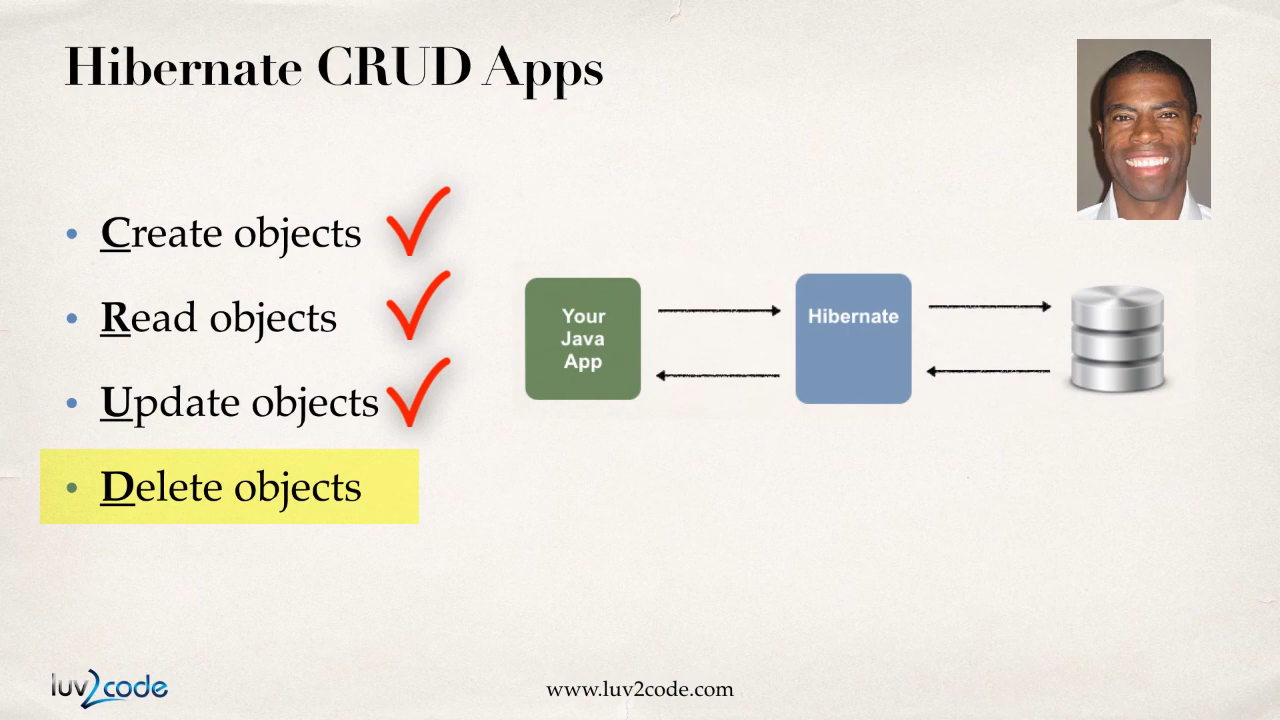 Hibernate CRUD Apps
• Create objects
• Read objects
• Update objects
• Delete objects
Your
Java
App
Hibernate
luv2code
www.luv2code.com